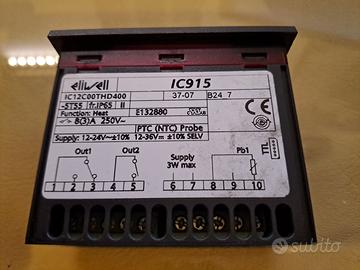 eliwell
IC915
IC12C00THD400
37-07 B24 7
-5T55 fr.IP65 II
Function: Heat
E132880
8(3)A 250V~
PTC (NTC) Probe
Supply: 12-24V~±10% 12-36V⎓ ±10% SELV
Out1 Out2 Supply 3W max Pb1 TTL
1 2 3 4 5 6 7 8 9 10
subito